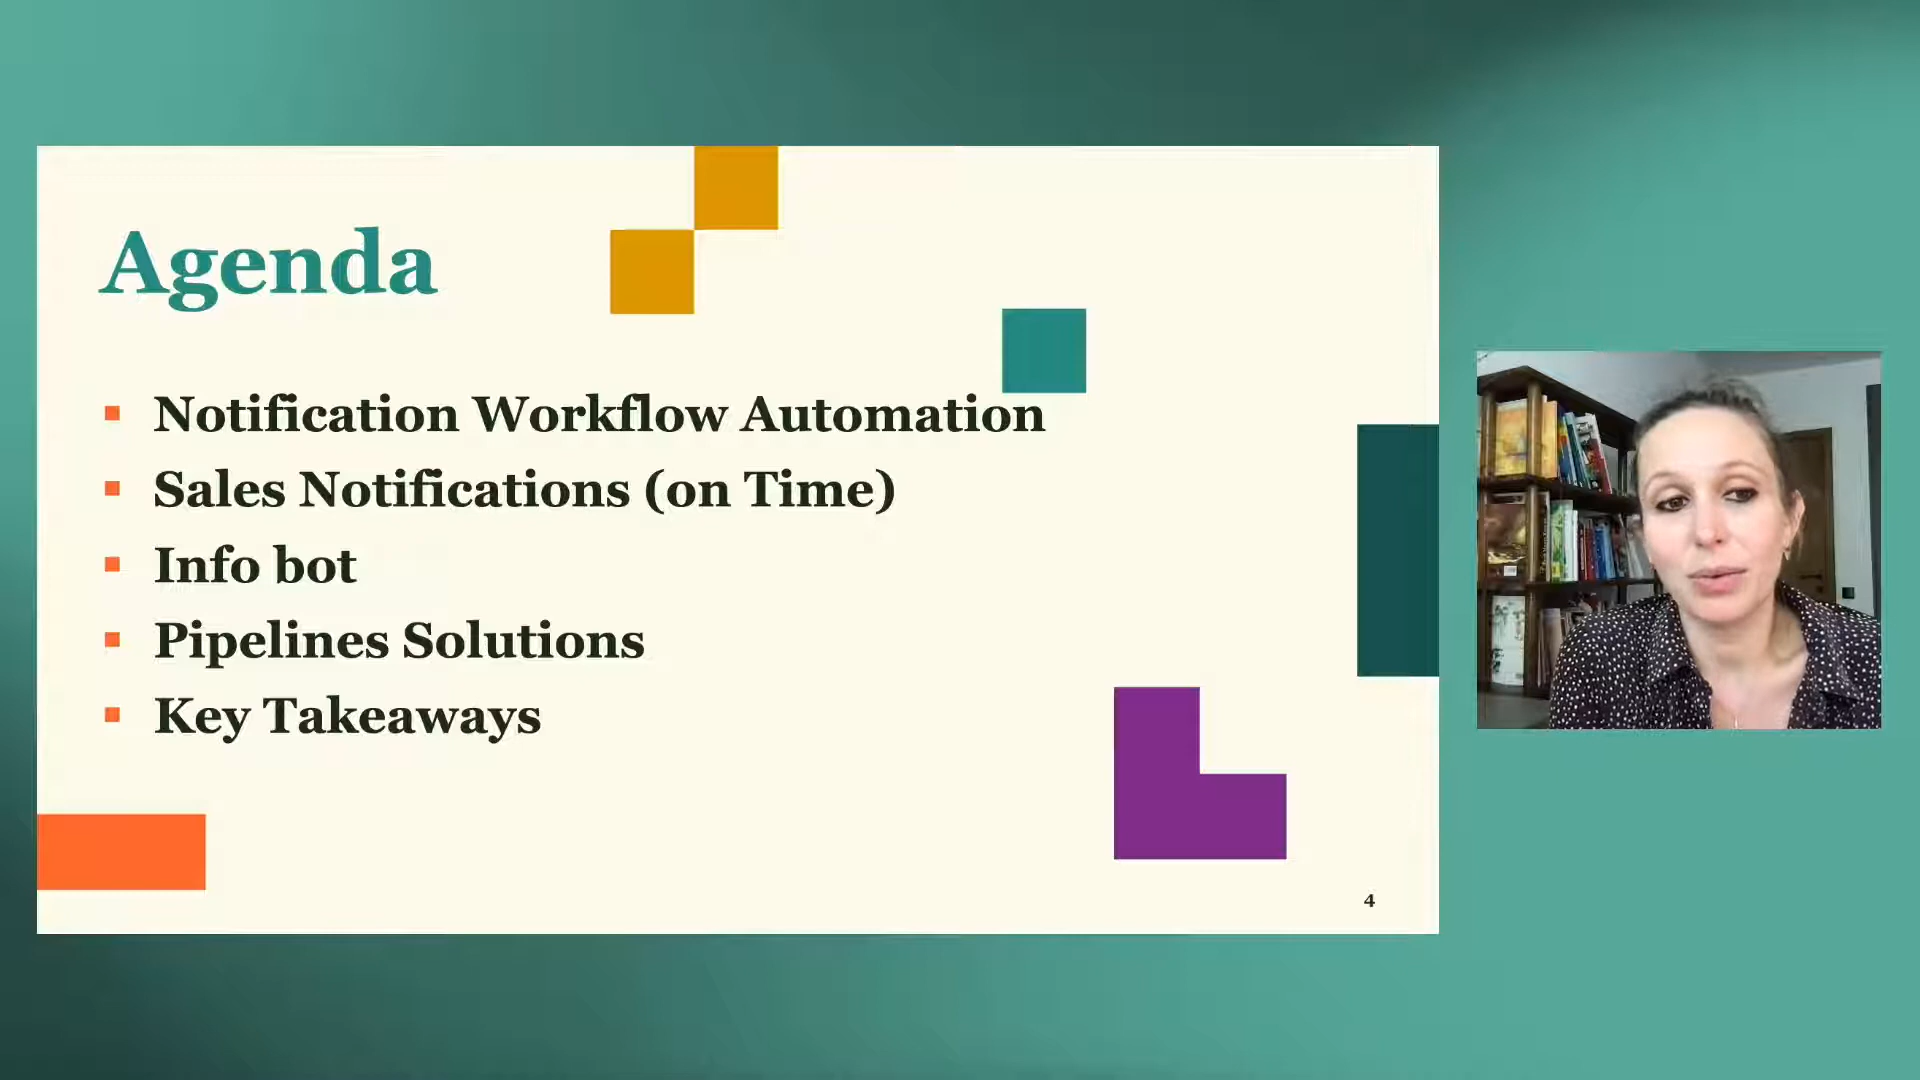 Agenda
Notification Workflow Automation
Sales Notifications (on Time)
Info bot
Pipelines Solutions
Key Takeaways
4